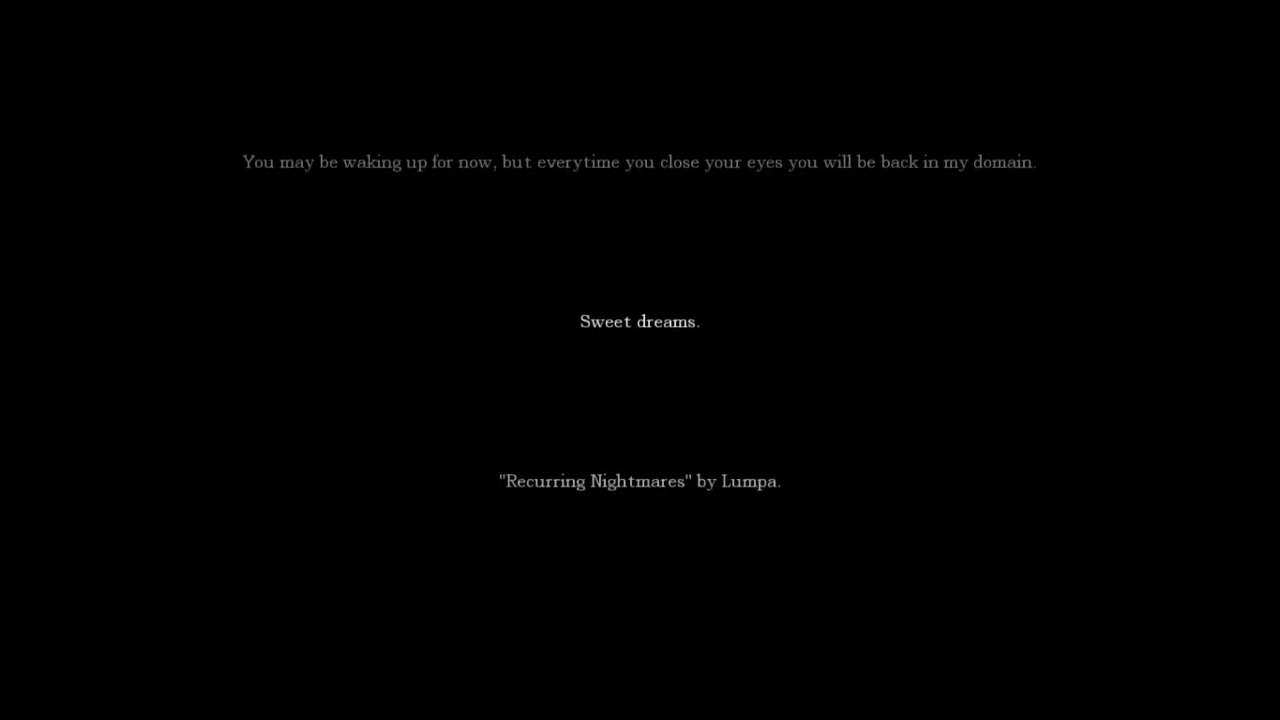 You may be waking up for now, but everytime you close your eyes you will be back in my domain.
Sweet dreams.
"Recurring Nightmares" by Lumpa.